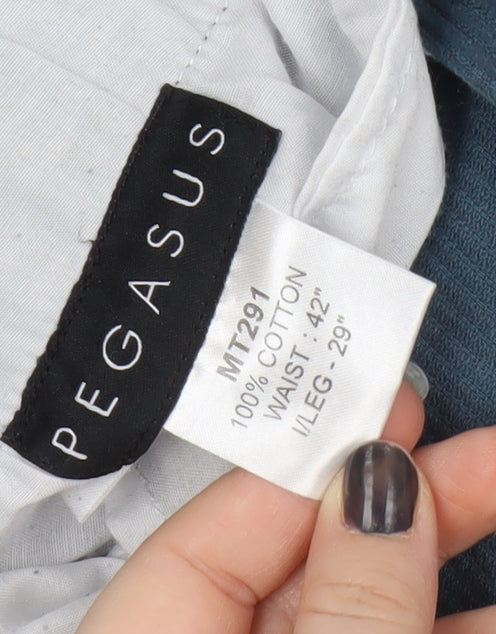 PEGASUS
MT291
100% COTTON
WAIST : 42"
I/LEG - 29"